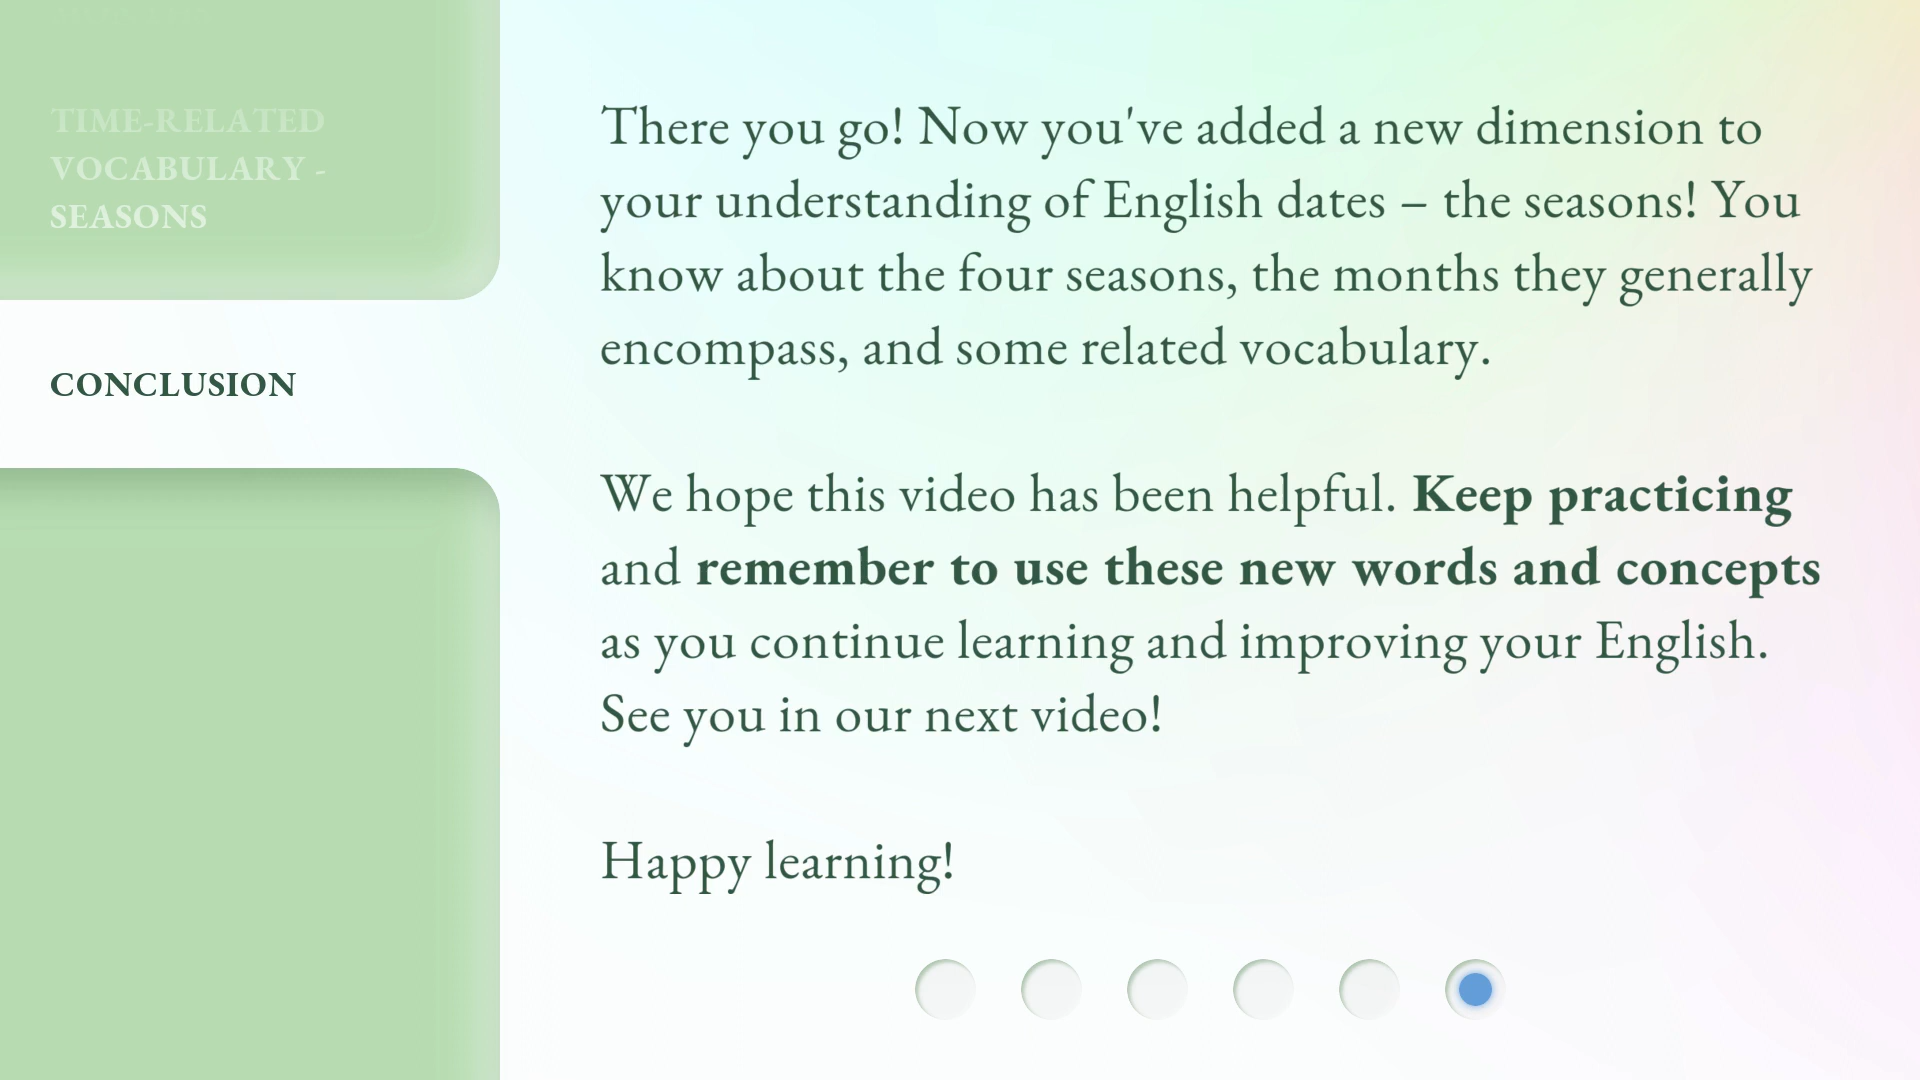 TIME-RELATED
VOCABULARY -
SEASONS
CONCLUSION
There you go! Now you've added a new dimension to
your understanding of English dates – the seasons! You
know about the four seasons, the months they generally
encompass, and some related vocabulary.
We hope this video has been helpful. Keep practicing
and remember to use these new words and concepts
as you continue learning and improving your English.
See you in our next video!
Happy learning!